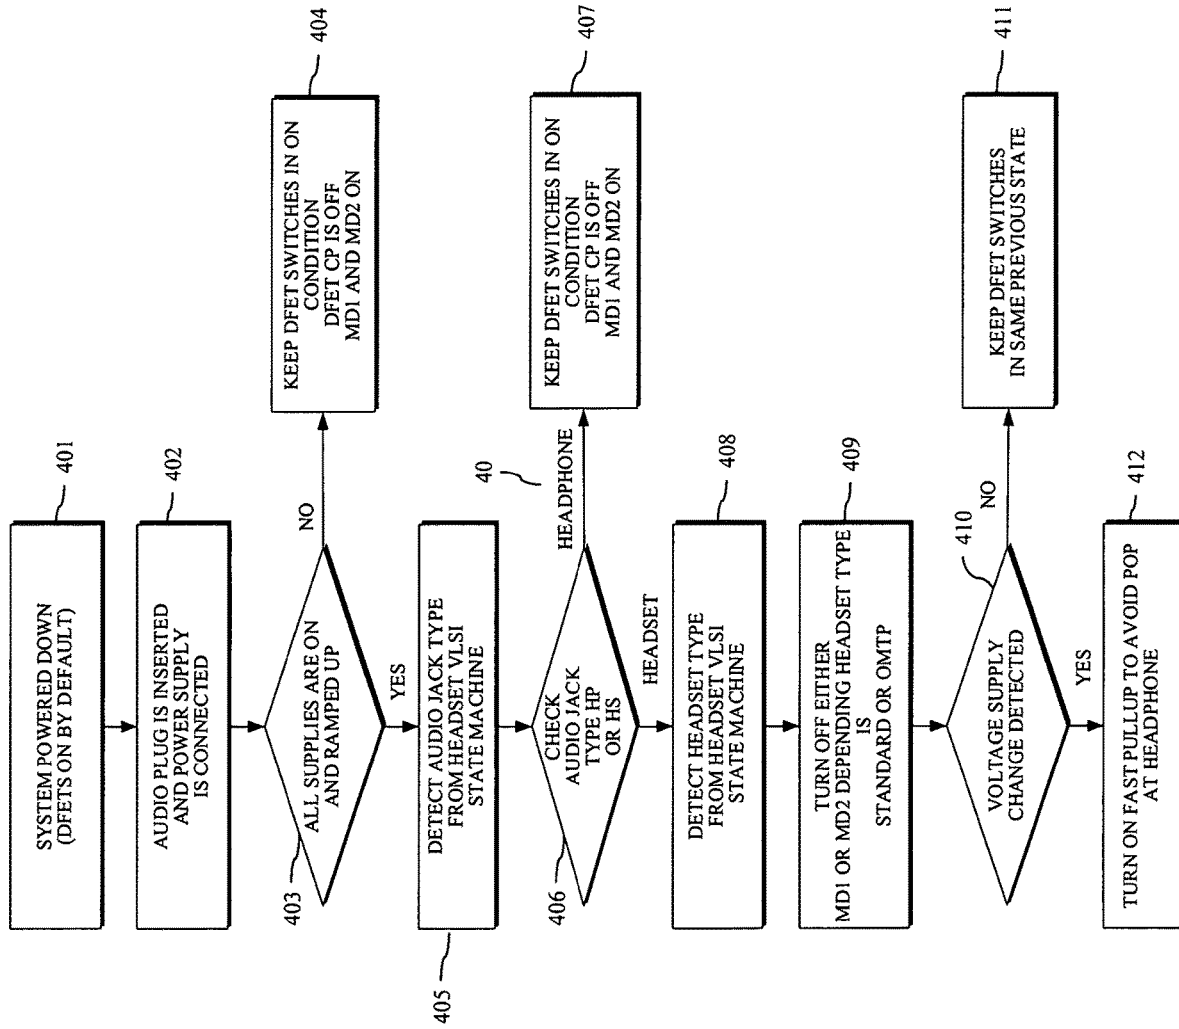 401
SYSTEM POWERED DOWN
(DFETS ON BY DEFAULT)
402
AUDIO PLUG IS INSERTED
AND POWER SUPPLY
IS CONNECTED
403
ALL SUPPLIES ARE ON
AND RAMPED UP
NO
404
KEEP DFET SWITCHES IN ON
CONDITION
DFET CP IS OFF
MD1 AND MD2 ON
YES
405
DETECT AUDIO JACK TYPE
FROM HEADSET VLSI
STATE MACHINE
406
CHECK
AUDIO JACK
TYPE HP
OR HS
40
HEADPHONE
407
KEEP DFET SWITCHES IN ON
CONDITION
DFET CP IS OFF
MD1 AND MD2 ON
HEADSET
408
DETECT HEADSET TYPE
FROM HEADSET VLSI
STATE MACHINE
409
TURN OFF EITHER
MD1 OR MD2 DEPENDING HEADSET TYPE
IS
STANDARD OR OMTP
410
VOLTAGE SUPPLY
CHANGE DETECTED
NO
411
KEEP DFET SWITCHES
IN SAME PREVIOUS STATE
YES
412
TURN ON FAST PULLUP TO AVOID POP
AT HEADPHONE